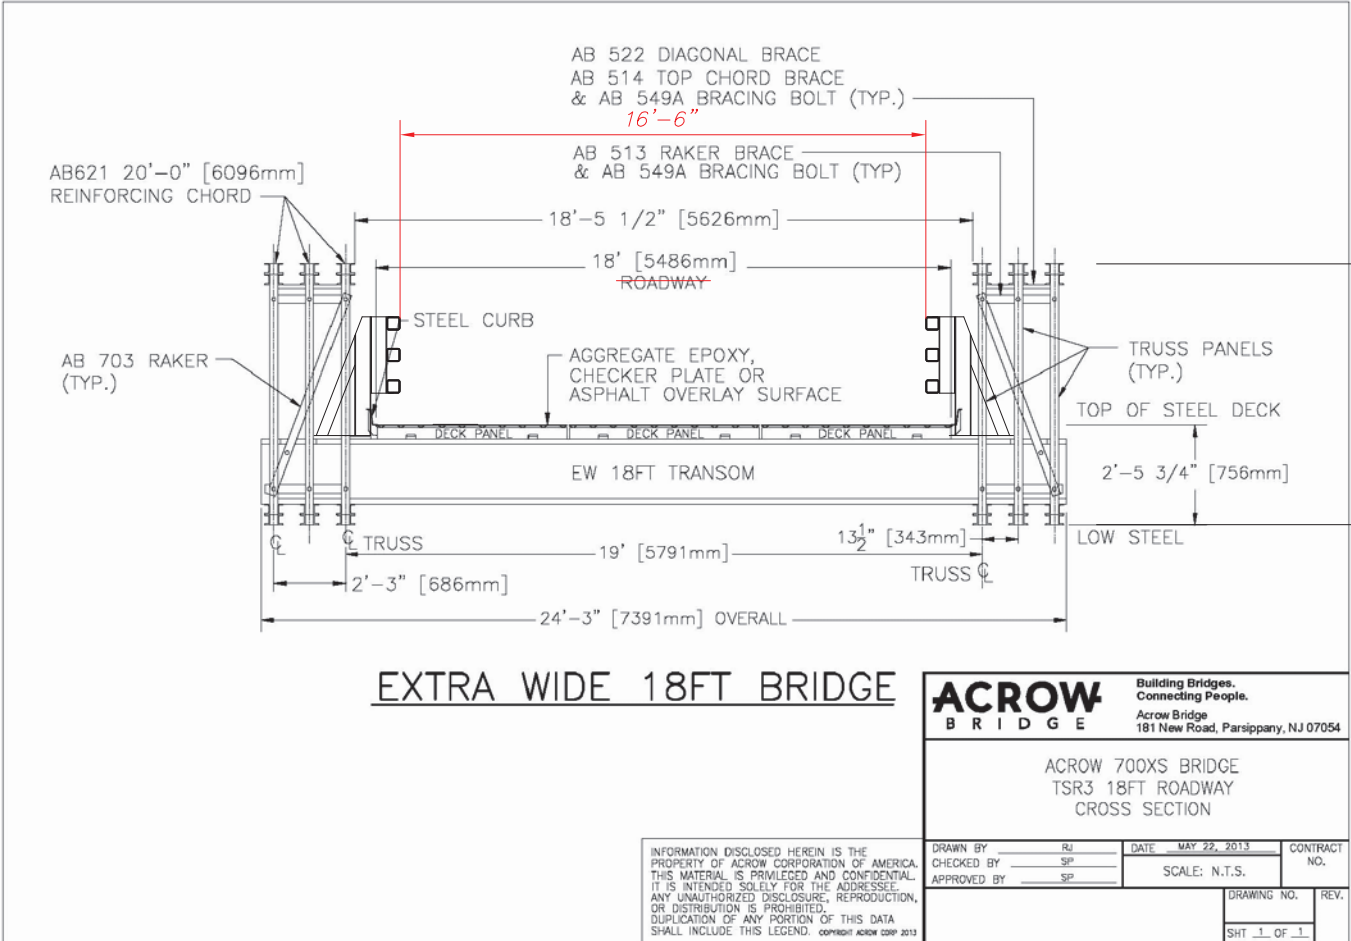 AB 522 DIAGONAL BRACE
AB 514 TOP CHORD BRACE
& AB 549A BRACING BOLT (TYP.)
16'-6"
AB 513 RAKER BRACE
& AB 549A BRACING BOLT (TYP)
AB621 20'-0" [6096mm]
REINFORCING CHORD
18'-5 1/2" [5626mm]
18' [5486mm]
ROADWAY
STEEL CURB
AB 703 RAKER
(TYP.)
AGGREGATE EPOXY,
CHECKER PLATE OR
ASPHALT OVERLAY SURFACE
TRUSS PANELS
(TYP.)
TOP OF STEEL DECK
DECK PANEL
DECK PANEL
DECK PANEL
EW 18FT TRANSOM
2'-5 3/4" [756mm]
LOW STEEL
℄
℄ TRUSS
19' [5791mm]
13 1/2" [343mm]
TRUSS ℄
2'-3" [686mm]
24'-3" [7391mm] OVERALL
EXTRA WIDE 18FT BRIDGE
ACROW
BRIDGE
Building Bridges.
Connecting People.
Acrow Bridge
181 New Road, Parsippany, NJ 07054
ACROW 700XS BRIDGE
TSR3 18FT ROADWAY
CROSS SECTION
INFORMATION DISCLOSED HEREIN IS THE
PROPERTY OF ACROW CORPORATION OF AMERICA.
THIS MATERIAL IS PRIVILEGED AND CONFIDENTIAL.
IT IS INTENDED SOLELY FOR THE ADDRESSEE.
ANY UNAUTHORIZED DISCLOSURE, REPRODUCTION,
OR DISTRIBUTION IS PROHIBITED.
DUPLICATION OF ANY PORTION OF THIS DATA
SHALL INCLUDE THIS LEGEND. COPYRIGHT ACROW CORP 2013
DRAWN BY RJ
CHECKED BY SP
APPROVED BY SP
DATE MAY 22, 2013
SCALE: N.T.S.
CONTRACT
NO.
DRAWING NO.
REV.
SHT 1 OF 1